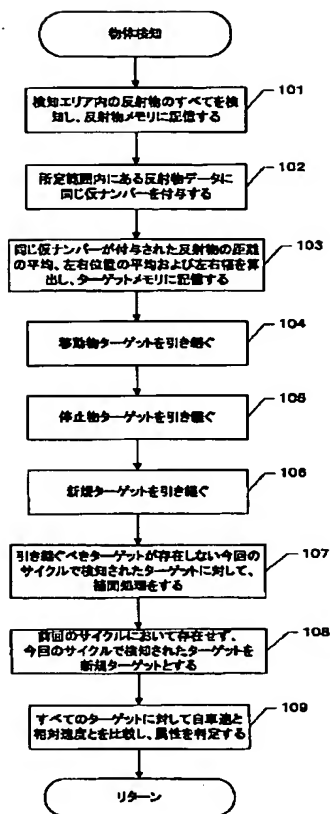 物体検知
101
検知エリア内の反射物のすべてを検
知し、反射物メモリに記憶する
102
所定範囲内にある反射物データに
同じ仮ナンバーを付与する
103
同じ仮ナンバーが付与された反射物の距離
の平均、左右位置の平均および左右幅を算
出し、ターゲットメモリに記憶する
104
移動物ターゲットを引き継ぐ
105
停止物ターゲットを引き継ぐ
106
新規ターゲットを引き継ぐ
107
引き継ぐべきターゲットが存在しない今回の
サイクルで検知されたターゲットに対して、
補間処理をする
108
前回のサイクルにおいて存在せず、
今回のサイクルで検知されたターゲットを
新規ターゲットとする
109
すべてのターゲットに対して自車速と
相対速度とを比較し、属性を判定する
リターン